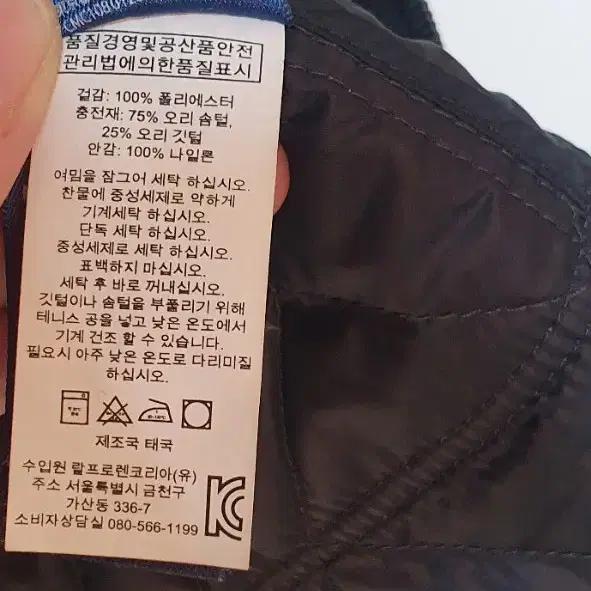 품질경영및공산품안전
관리법에의한품질표시
겉감: 100% 폴리에스터
충전재: 75% 오리 솜털,
25% 오리 깃털
안감: 100% 나일론
여밈을 잠그어 세탁 하십시오.
찬물에 중성세제로 약하게
기계세탁 하십시오.
단독 세탁 하십시오.
중성세제로 세탁 하십시오.
표백하지 마십시오.
세탁 후 바로 꺼내십시오.
깃털이나 솜털을 부풀리기 위해
테니스 공을 넣고 낮은 온도에서
기계 건조 할 수 있습니다.
필요시 아주 낮은 온도로 다리미질
하십시오.
제조국 태국
수입원 랄프로렌코리아(유)
주소 서울특별시 금천구
가산동 336-7
소비자상담실 080-566-1199